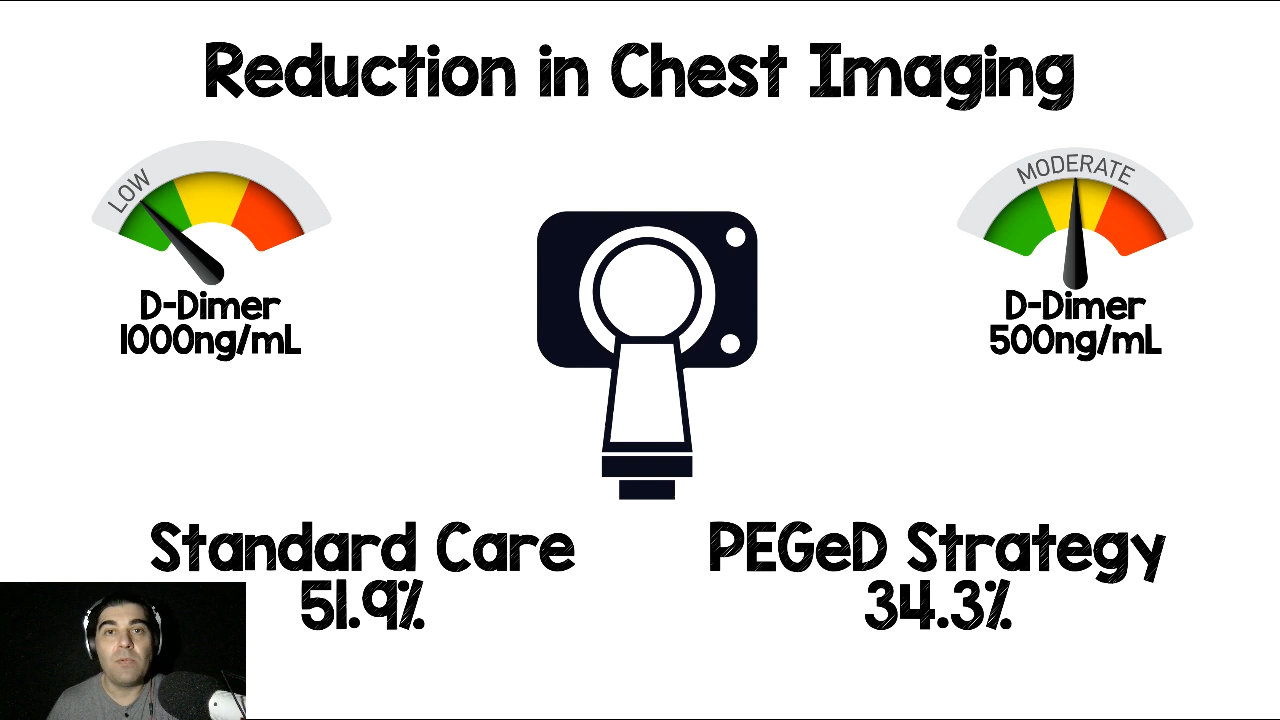 Reduction in Chest Imaging
LOW
D-Dimer
1000ng/mL
MODERATE
D-Dimer
500ng/mL
Standard Care
51.9%
PEGeD Strategy
34.3%